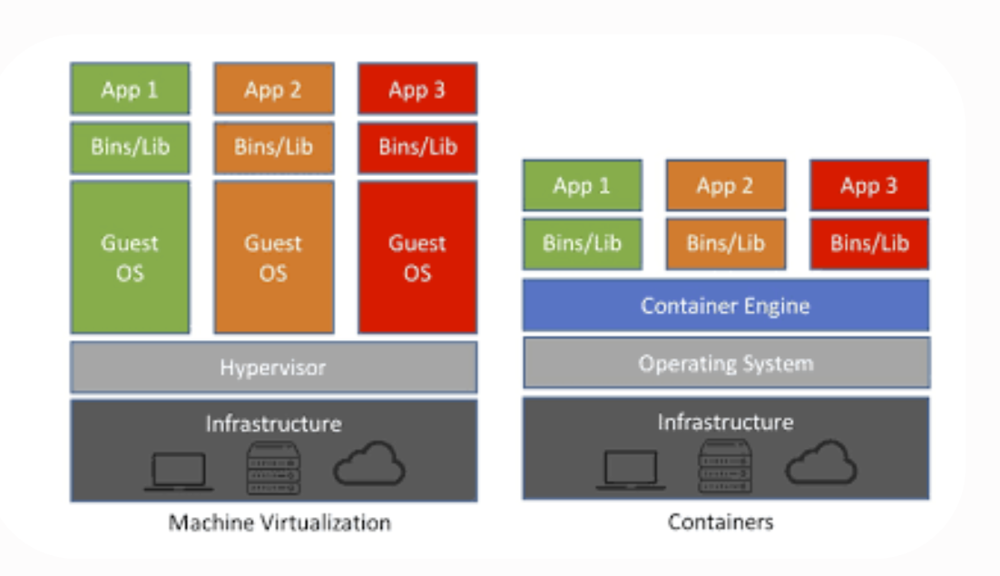 App 1
App 2
App 3
Bins/Lib
Bins/Lib
Bins/Lib
Guest
OS
Guest
OS
Guest
OS
Hypervisor
Infrastructure
Machine Virtualization
App 1
App 2
App 3
Bins/Lib
Bins/Lib
Bins/Lib
Container Engine
Operating System
Infrastructure
Containers